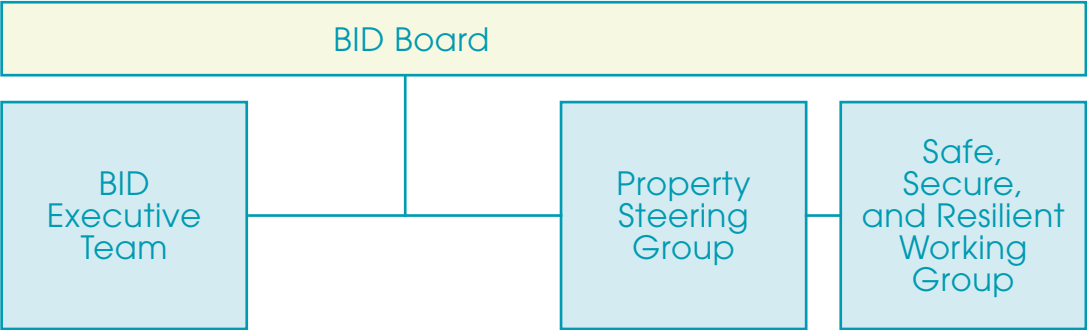 BID Board
BID
Executive
Team
Property
Steering
Group
Safe,
Secure,
and Resilient
Working
Group